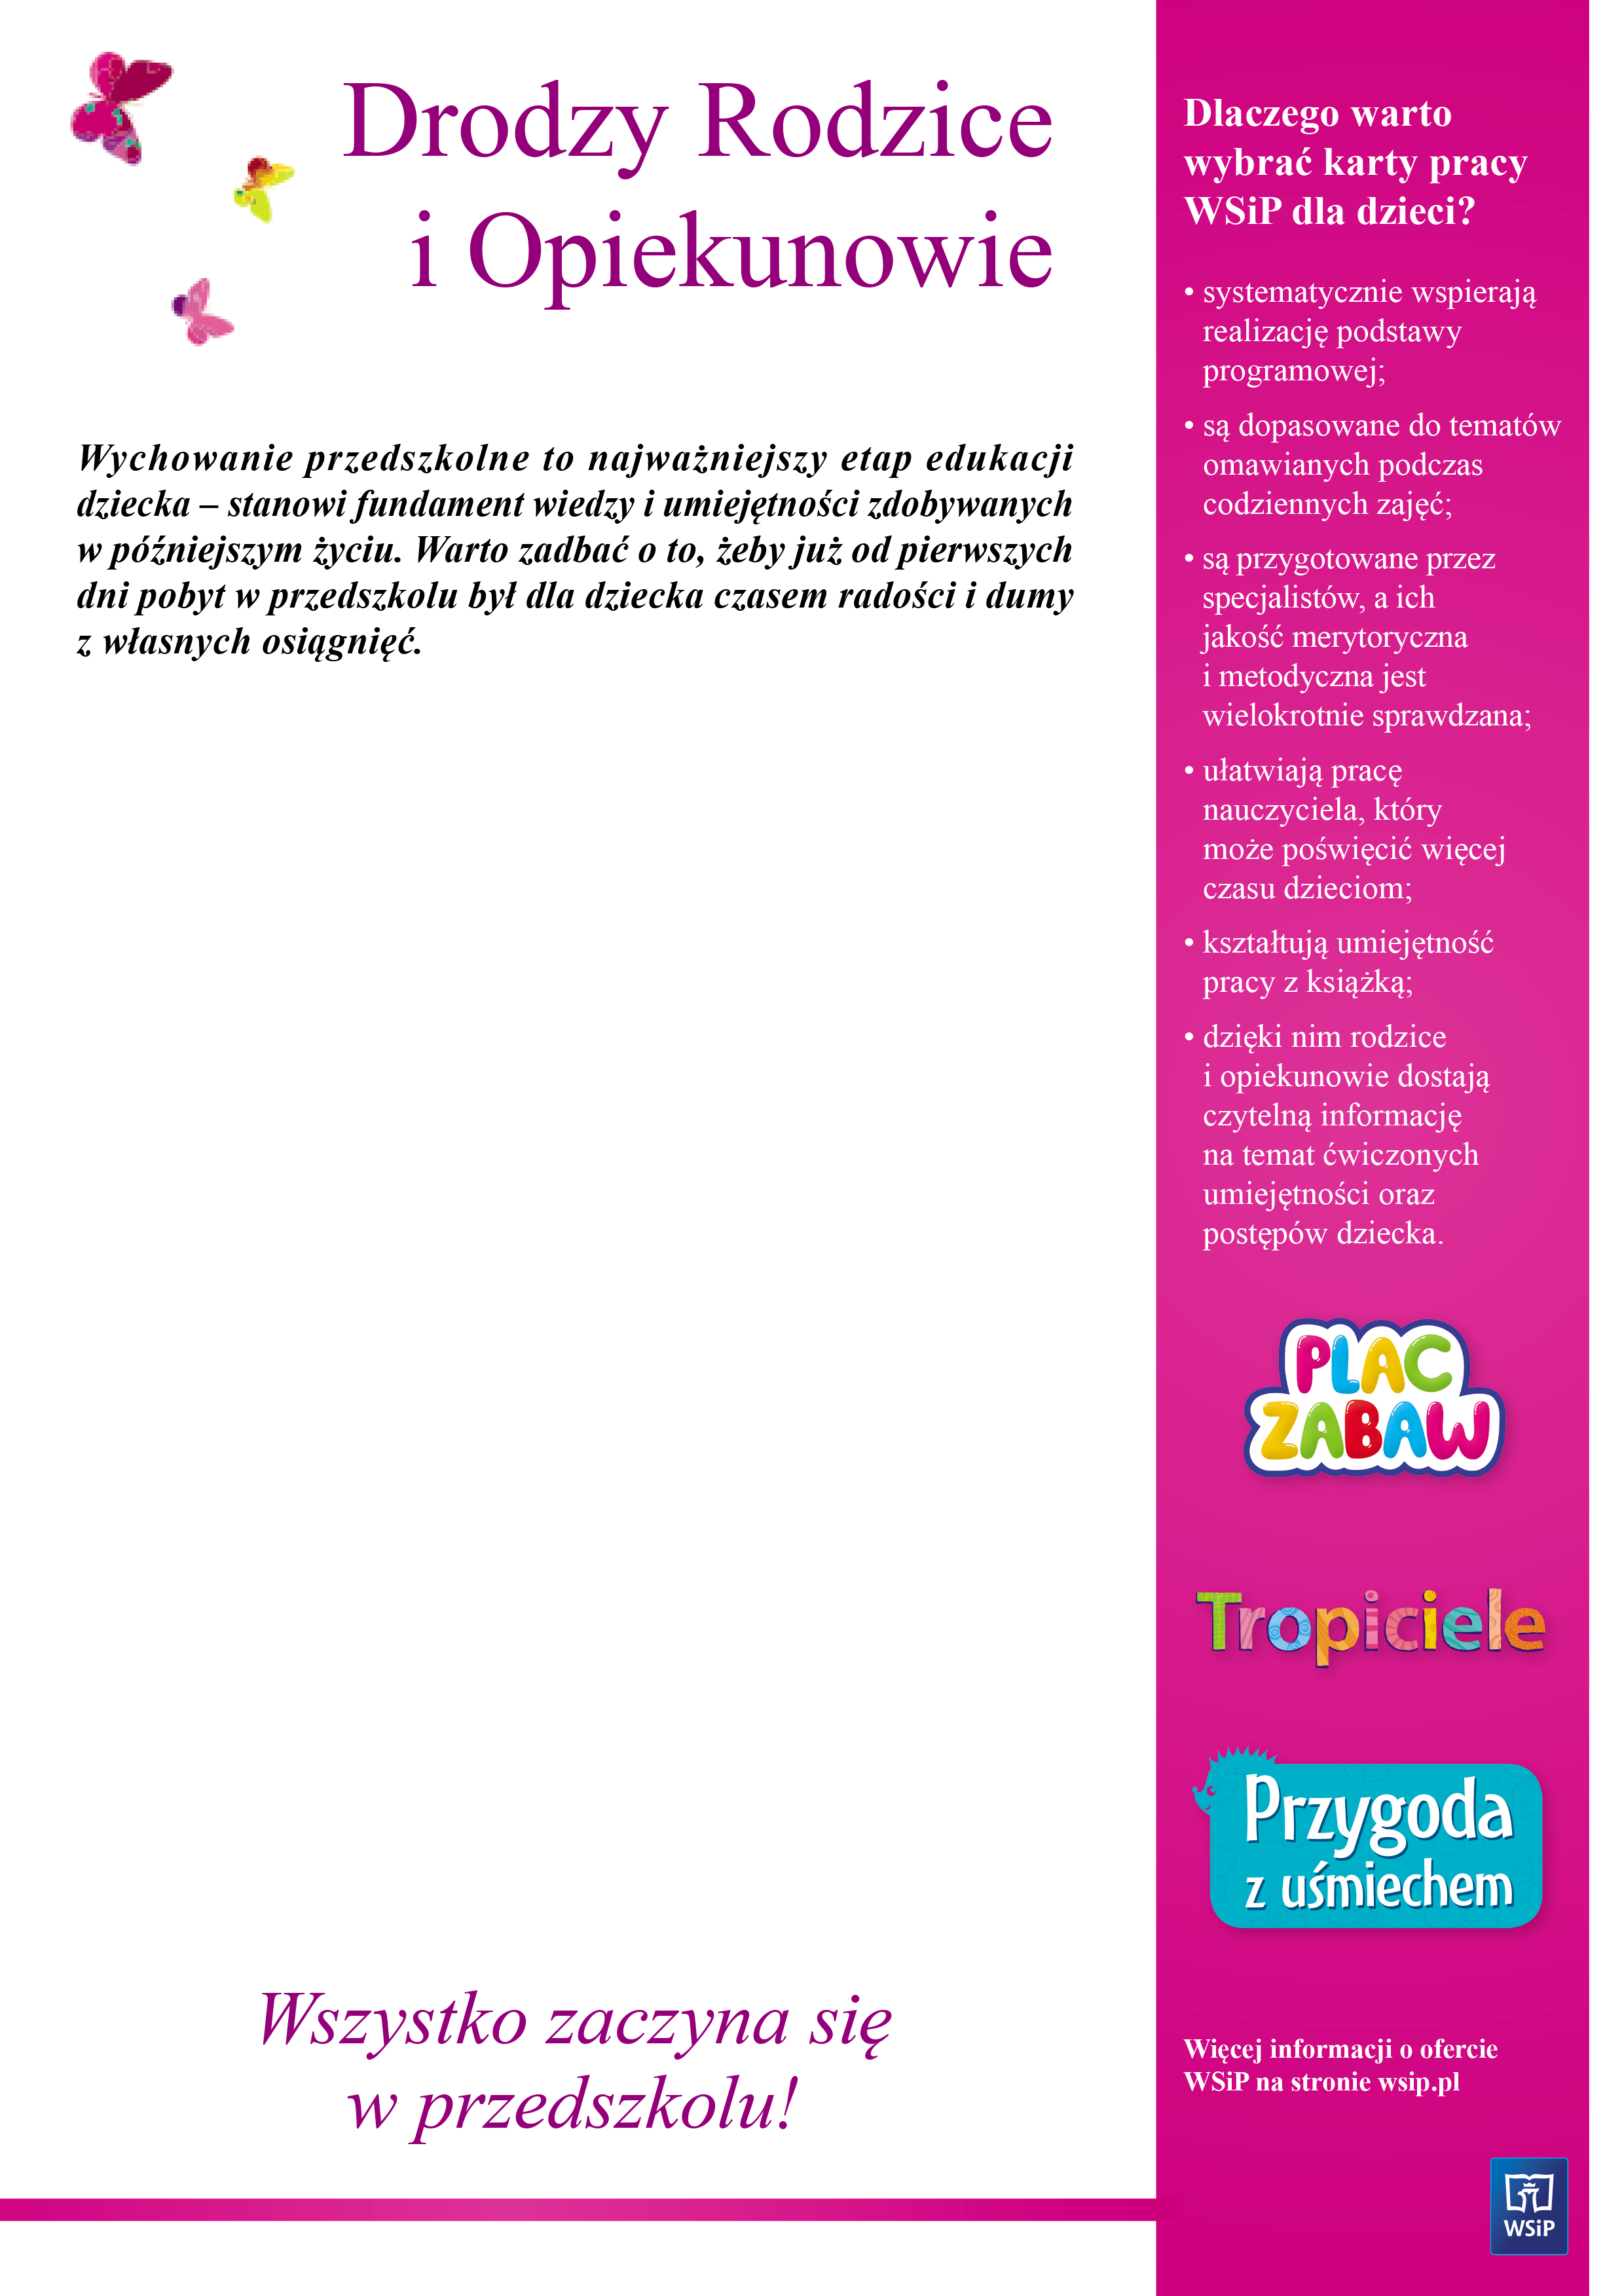 Drodzy Rodzice
i Opiekunowie
Wychowanie przedszkolne to najważniejszy etap edukacji
dziecka – stanowi fundament wiedzy i umiejętności zdobywanych
w późniejszym życiu. Warto zadbać o to, żeby już od pierwszych
dni pobyt w przedszkolu był dla dziecka czasem radości i dumy
z własnych osiągnięć.
Wszystko zaczyna się
w przedszkolu!
Dlaczego warto
wybrać karty pracy
WSiP dla dzieci?
• systematycznie wspierają
realizację podstawy
programowej;
• są dopasowane do tematów
omawianych podczas
codziennych zajęć;
• są przygotowane przez
specjalistów, a ich
jakość merytoryczna
i metodyczna jest
wielokrotnie sprawdzana;
• ułatwiają pracę
nauczyciela, który
może poświęcić więcej
czasu dzieciom;
• kształtują umiejętność
pracy z książką;
• dzięki nim rodzice
i opiekunowie dostają
czytelną informację
na temat ćwiczonych
umiejętności oraz
postępów dziecka.
PLAC
ZABAW
Tropiciele
Przygoda
z uśmiechem
Więcej informacji o ofercie
WSiP na stronie wsip.pl
WSiP